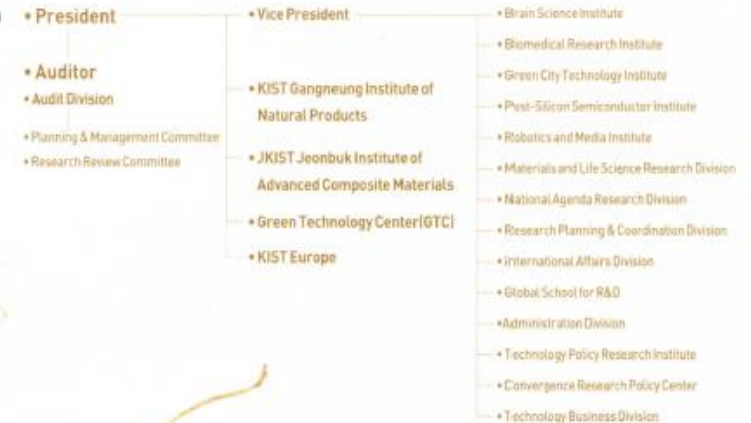 • President
• Auditor
• Audit Division
• Planning & Management Committee
• Research Review Committee
• Vice President
• KIST Gangneung Institute of
Natural Products
• JKIST Jeonbuk Institute of
Advanced Composite Materials
• Green Technology Center(GTC)
• KIST Europe
• Brain Science Institute
• Biomedical Research Institute
• Green City Technology Institute
• Post-Silicon Semiconductor Institute
• Robotics and Media Institute
• Materials and Life Science Research Division
• National Agenda Research Division
• Research Planning & Coordination Division
• International Affairs Division
• Global School for R&D
•Administration Division
• Technology Policy Research Institute
• Convergence Research Policy Center
• Technology Business Division